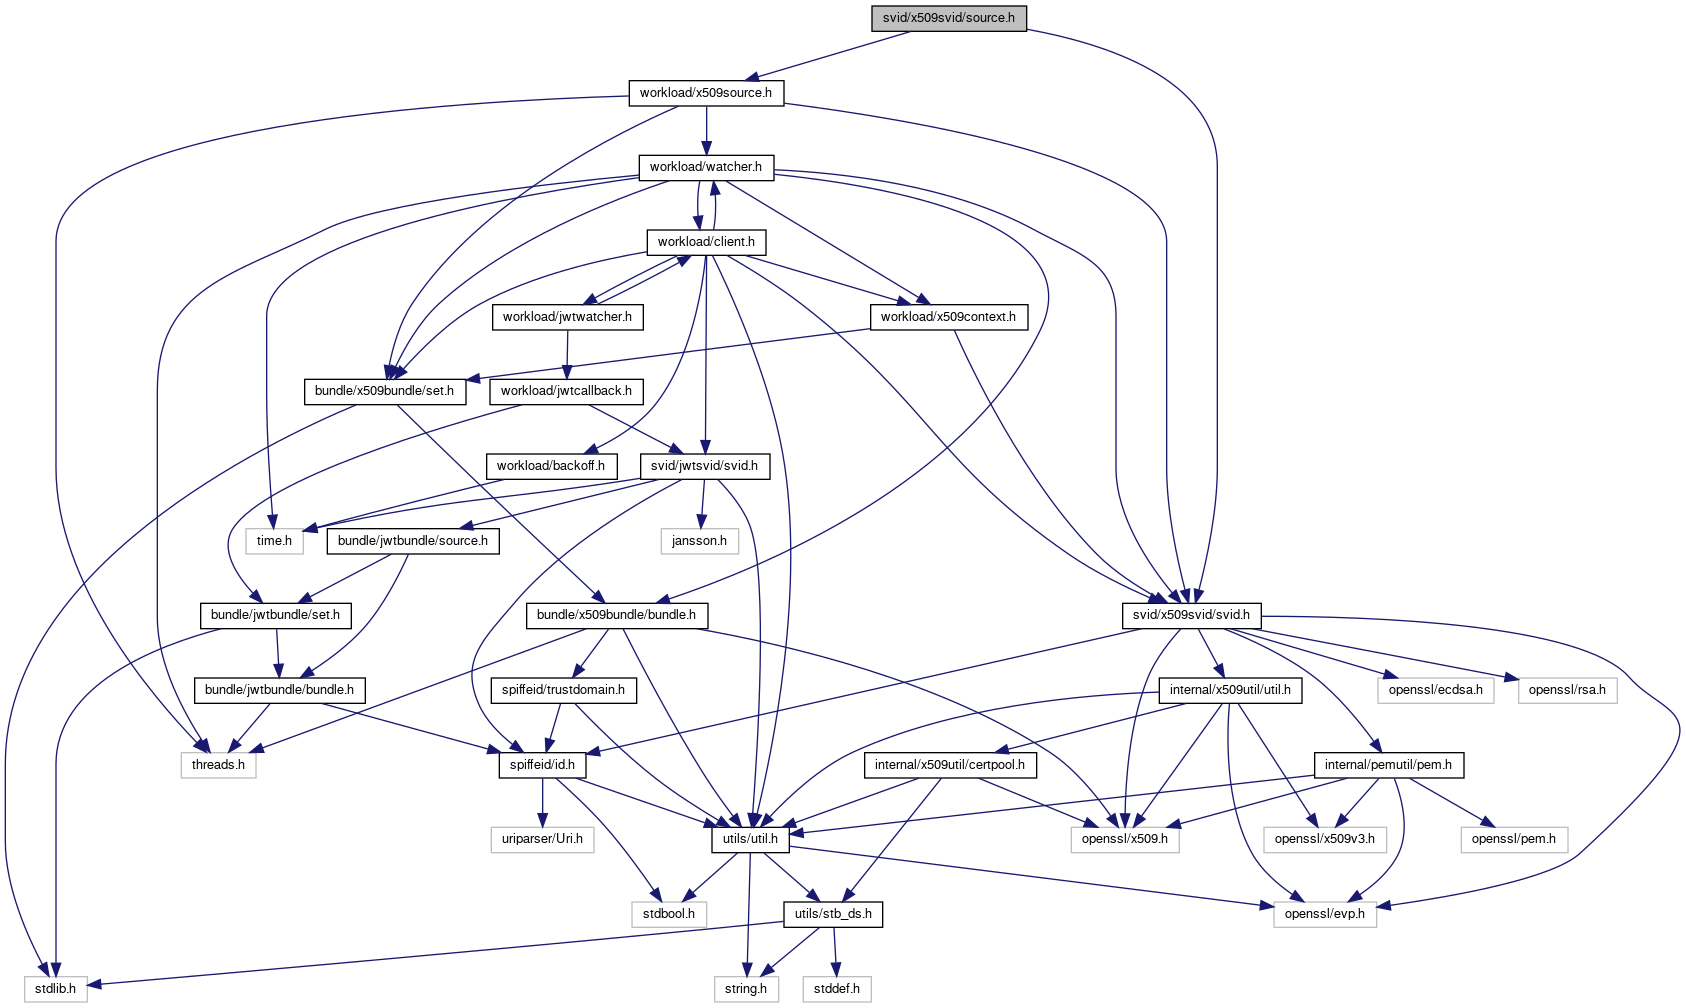 svid/x509svid/source.h
workload/x509source.h
workload/watcher.h
workload/client.h
workload/jwtwatcher.h
workload/x509context.h
bundle/x509bundle/set.h
workload/jwtcallback.h
workload/backoff.h
svid/jwtsvid/svid.h
time.h
bundle/jwtbundle/source.h
jansson.h
bundle/jwtbundle/set.h
bundle/x509bundle/bundle.h
svid/x509svid/svid.h
bundle/jwtbundle/bundle.h
spiffeid/trustdomain.h
internal/x509util/util.h
openssl/ecdsa.h
openssl/rsa.h
threads.h
spiffeid/id.h
internal/x509util/certpool.h
internal/pemutil/pem.h
uriparser/Uri.h
utils/util.h
openssl/x509.h
openssl/x509v3.h
openssl/pem.h
stdbool.h
utils/stb_ds.h
openssl/evp.h
stdlib.h
string.h
stddef.h